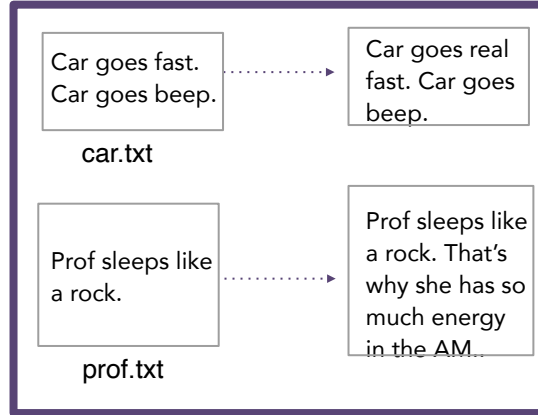 Car goes fast.
Car goes beep.
Car goes real
fast. Car goes
beep.
car.txt
Prof sleeps like
a rock.
Prof sleeps like
a rock. That's
why she has so
much energy
in the AM..
prof.txt